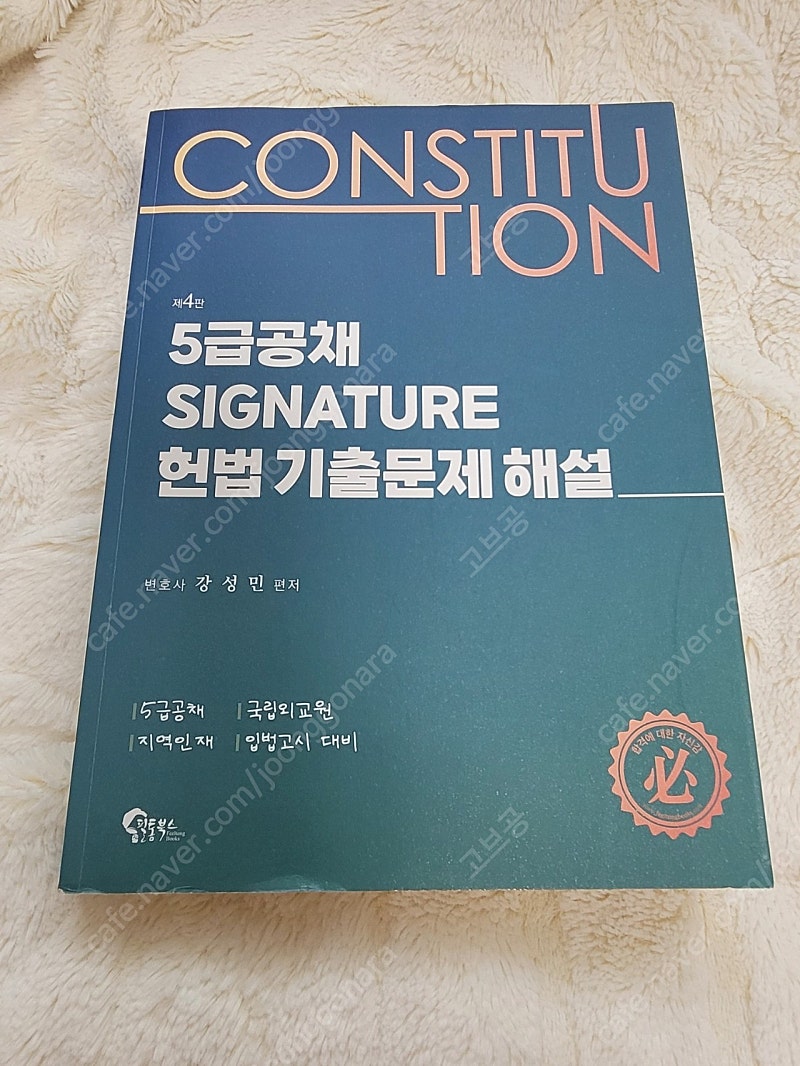 CONSTITU
TION
제4판
5급공채
SIGNATURE
헌법 기출문제 해설
변호사 강성민 편저
5급공채 국립외교원
지역인재 입법고시 대비
합격에 대한 자신감
必
필통북스
Feeltong
Books
cafe.naver.com/joonggonara
고브공